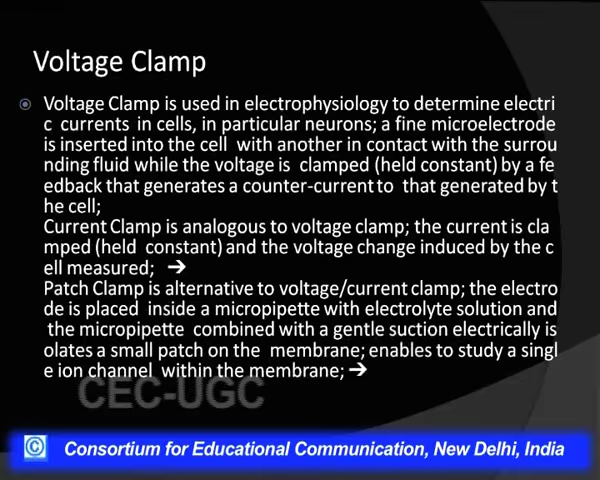 Voltage Clamp
Voltage Clamp is used in electrophysiology to determine electri
c currents in cells, in particular neurons; a fine microelectrode
is inserted into the cell with another in contact with the surrou
nding fluid while the voltage is clamped (held constant) by a fe
edback that generates a counter-current to that generated by t
he cell;
Current Clamp is analogous to voltage clamp; the current is cla
mped (held constant) and the voltage change induced by the c
ell measured; ➔
Patch Clamp is alternative to voltage/current clamp; the electro
de is placed inside a micropipette with electrolyte solution and
the micropipette combined with a gentle suction electrically is
olates a small patch on the membrane; enables to study a singl
e ion channel within the membrane; ➔
CEC-UGC
© Consortium for Educational Communication, New Delhi, India